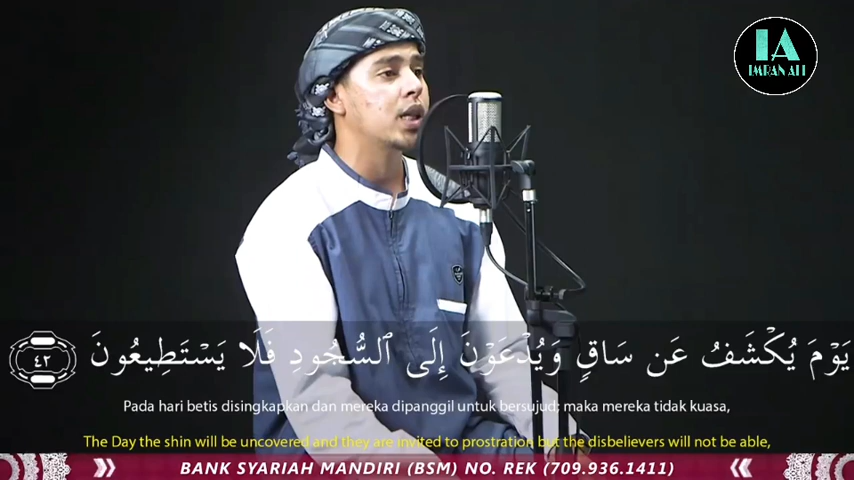 IA
IMRAN ALI
يَوْمَ يُكْشَفُ عَن سَاقٍ وَيُدْعَوْنَ إِلَى ٱلسُّجُودِ فَلَا يَسْتَطِيعُونَ ٤٢
Pada hari betis disingkapkan dan mereka dipanggil untuk bersujud; maka mereka tidak kuasa,
The Day the shin will be uncovered and they are invited to prostration but the disbelievers will not be able,
BANK SYARIAH MANDIRI (BSM) NO. REK (709.936.1411)